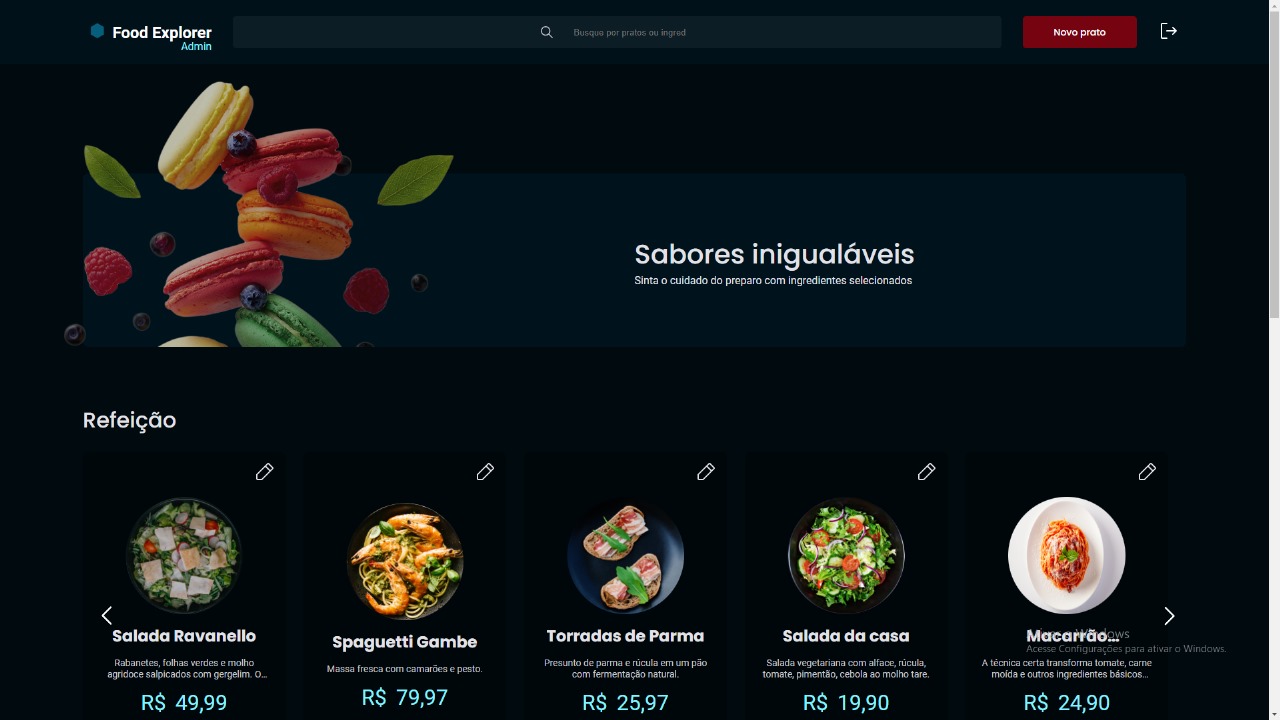 Food Explorer
Admin
Busque por pratos ou ingred
Novo prato
Sabores inigualáveis
Sinta o cuidado do preparo com ingredientes selecionados
Refeição
Salada Ravanello
Rabanetes, folhas verdes e molho
agridoce salpicados com gergelim. O...
R$ 49,99
Spaguetti Gambe
Massa fresca com camarões e pesto.
R$ 79,97
Torradas de Parma
Presunto de parma e rúcula em um pão
com fermentação natural.
R$ 25,97
Salada da casa
Salada vegetariana com alface, rúcula,
tomate, pimentão, cebola ao molho tare.
R$ 19,90
Macarrão...
A técnica certa transforma tomate, carne
molda e outros ingredientes básicos...
R$ 24,90
Windows
Acesse Configurações para ativar o Windows.